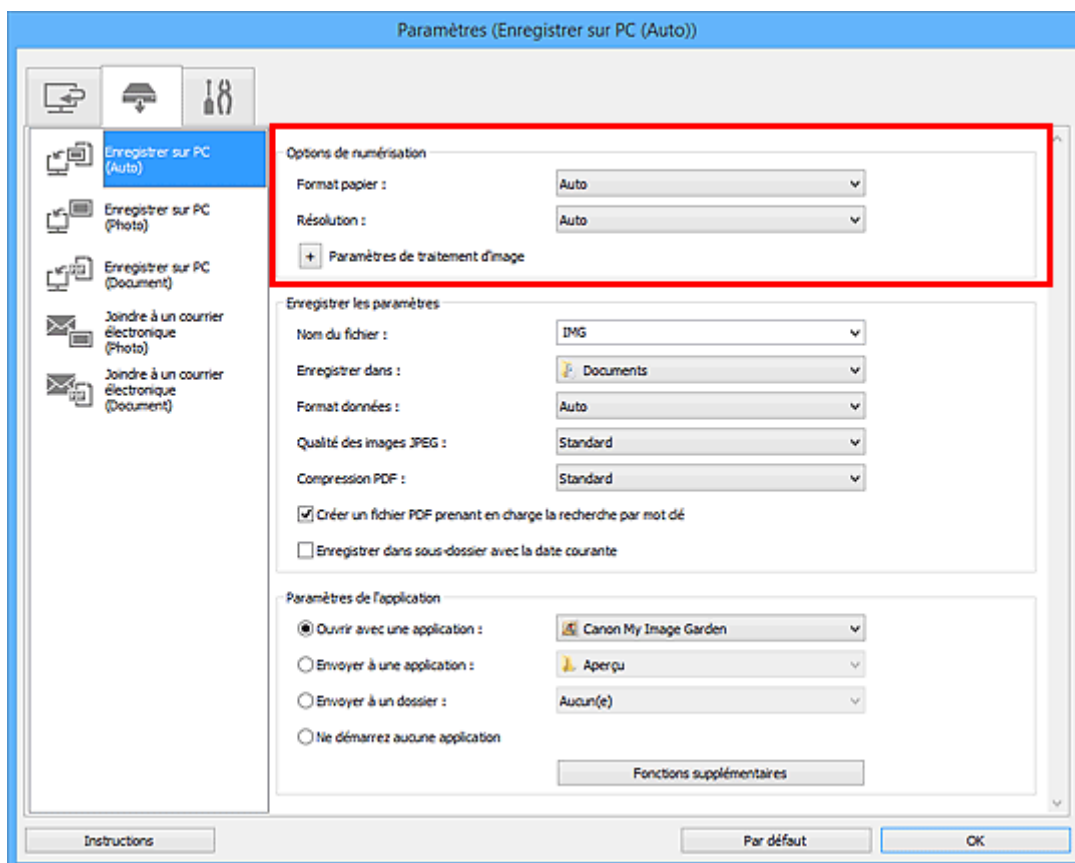 Paramètres (Enregistrer sur PC (Auto))
Enregistrer sur PC
(Auto)
Enregistrer sur PC
(Photo)
Enregistrer sur PC
(Document)
Joindre à un courrier
électronique
(Photo)
Joindre à un courrier
électronique
(Document)
Options de numérisation
Format papier : Auto
Résolution : Auto
+ Paramètres de traitement d'image
Enregistrer les paramètres
Nom du fichier : IMG
Enregistrer dans : Documents
Format données : Auto
Qualité des images JPEG : Standard
Compression PDF : Standard
Créer un fichier PDF prenant en charge la recherche par mot clé
Enregistrer dans sous-dossier avec la date courante
Paramètres de l'application
Ouvrir avec une application : Canon My Image Garden
Envoyer à une application : Aperçu
Envoyer à un dossier : Aucun(e)
Ne démarrez aucune application
Fonctions supplémentaires
Instructions Par défaut OK